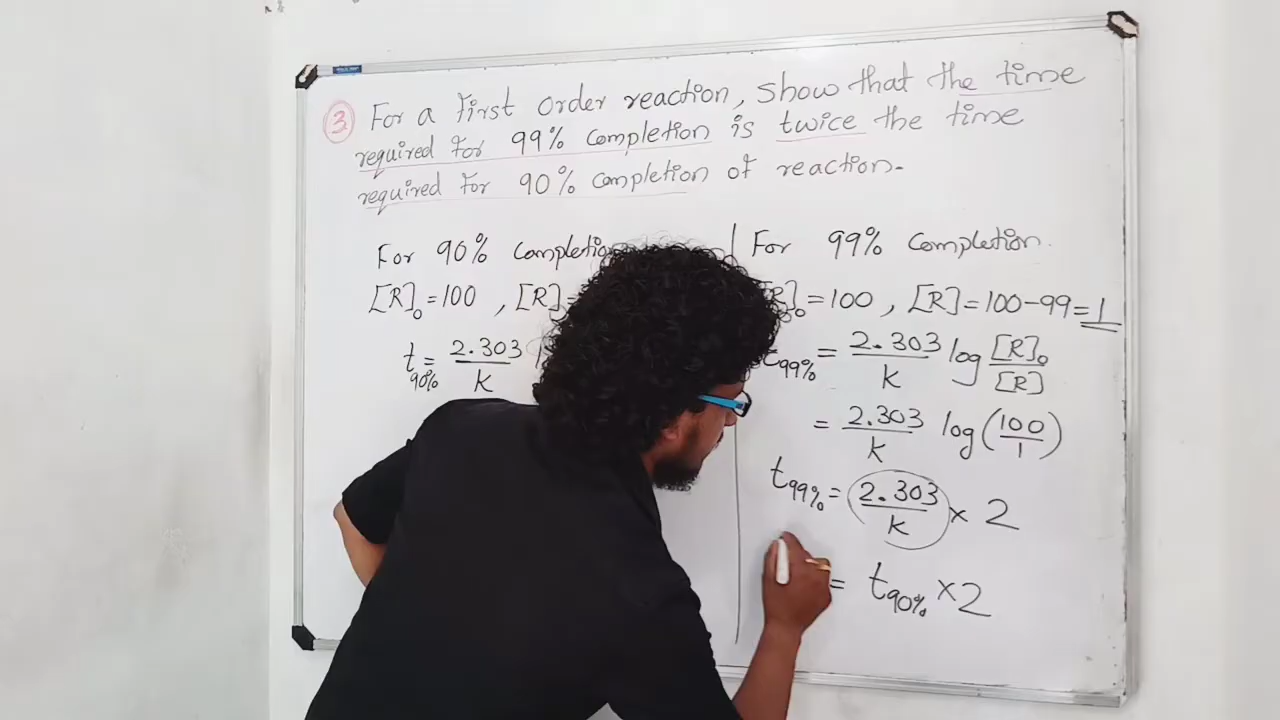 ③ For a first order reaction, show that the time
required for 99% completion is twice the time
required for 90% completion of reaction.
For 90% completion
[R]₀ = 100 , [R] =
t90% = 2.303/k
For 99% completion.
]₀ = 100 , [R] = 100-99 = 1
t99% = 2.303/k log [R]₀/[R]
= 2.303/k log (100/1)
t99% = 2.303/k × 2
= t90% × 2